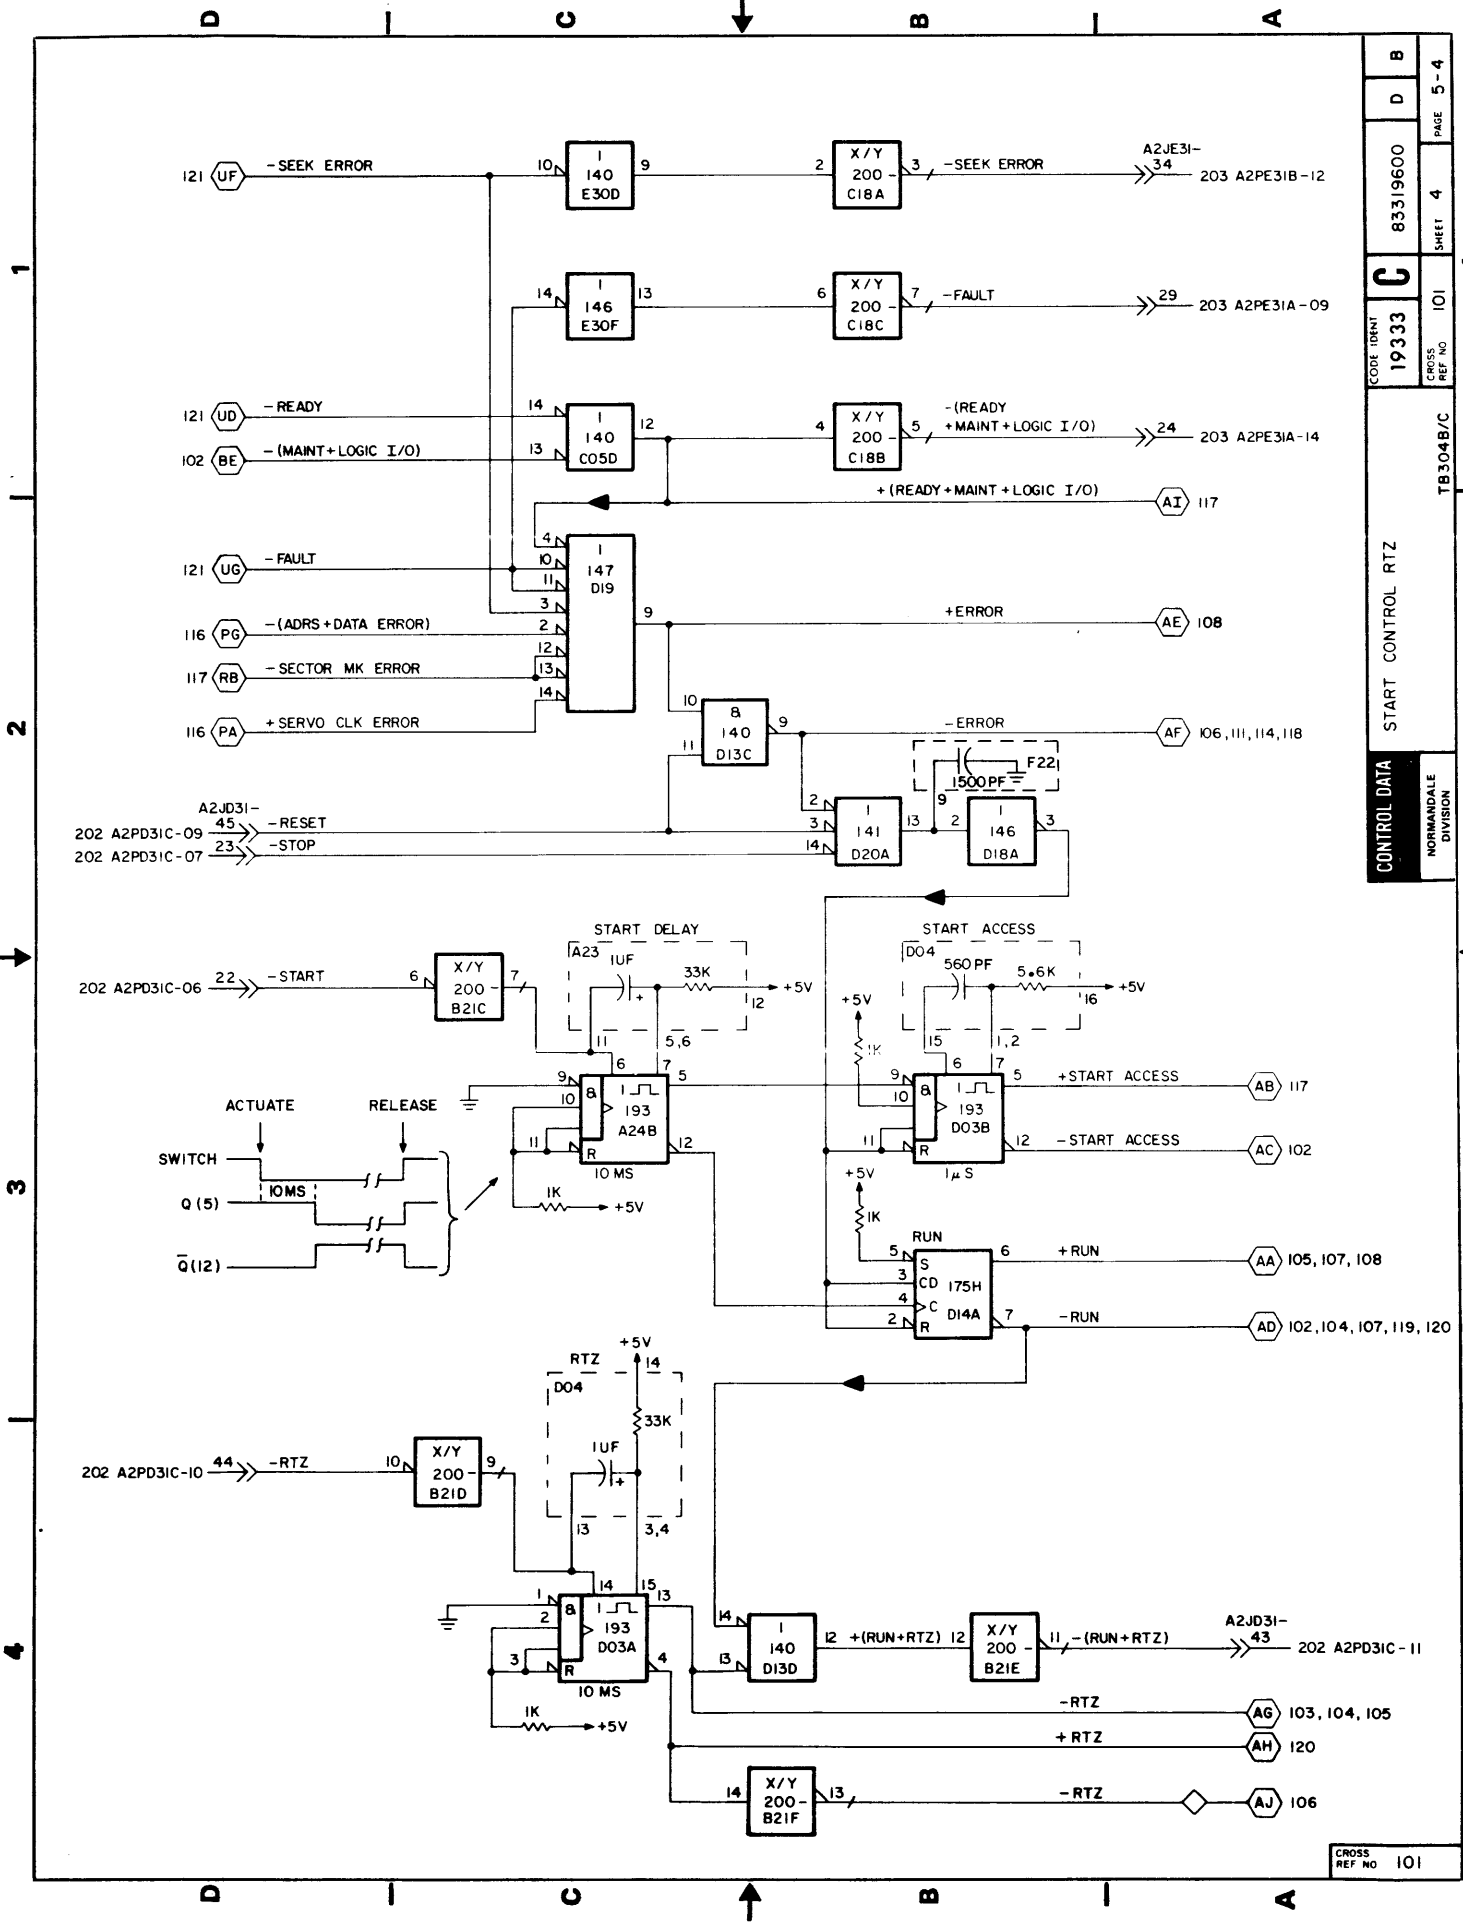 D C B A
1
2
3
4
121 UF -SEEK ERROR
10 9
1
140
E30D
2 X/Y 3 -SEEK ERROR
200
C18A
A2JE31-
34
203 A2PE31B-12
14 13
1
146
E30F
6 X/Y 7 -FAULT
200
C18C
29
203 A2PE31A-09
121 UD -READY
102 BE -(MAINT+LOGIC I/O)
14
13
12
1
140
C05D
4 X/Y 5
200
C18B
-(READY
+MAINT+LOGIC I/O)
24
203 A2PE31A-14
+(READY+MAINT+LOGIC I/O)
AI 117
121 UG -FAULT
116 PG -(ADRS+DATA ERROR)
117 RB -SECTOR MK ERROR
116 PA +SERVO CLK ERROR
4
10
11
3
2
12
13
14
1
147
D19
9
+ERROR
AE 108
10
11
&
140
D13C
9
-ERROR
AF 106,111,114,118
F22
1500PF
9
A2JD31-
202 A2PD31C-09 45 -RESET
202 A2PD31C-07 23 -STOP
2
3
14
1
141
D20A
13
2
1
146
D18A
3
START DELAY
A23
1UF
+
33K
12
+5V
11 5,6
START ACCESS
D04
560PF
5.6K
16
+5V
15 1,2
202 A2PD31C-06 22 -START
6 X/Y 7
200
B21C
6 7
9
10
11
&
1
193
A24B
R
5
12
10 MS
1K
+5V
+5V
1K
6 7
9
10
11
&
1
193
D03B
R
5
12
1μS
+START ACCESS
AB 117
-START ACCESS
AC 102
ACTUATE RELEASE
SWITCH
10MS
Q (5)
Q̅ (12)
+5V
1K
RUN
5 S
3 CD
4 C
2 R
175H
D14A
6
7
+RUN
AA 105,107,108
-RUN
AD 102,104,107,119,120
RTZ
+5V
14
D04
33K
1UF
+
13 3,4
202 A2PD31C-10 44 -RTZ
10 X/Y 9
200
B21D
14 15
1
2
3
&
1
193
D03A
R
13
4
10 MS
1K
+5V
14
13
1
140
D13D
12 +(RUN+RTZ) 12
X/Y
200
B21E
11 -(RUN+RTZ)
A2JD31-
43
202 A2PD31C-11
-RTZ
AG 103,104,105
+RTZ
AH 120
14 X/Y 13
200
B21F
-RTZ
AJ 106
CROSS
REF NO 101
D C B A
CONTROL DATA
NORMANDALE
DIVISION
START CONTROL RTZ
TB304B/C
CODE IDENT
19333
C
83319600
D
B
CROSS
REF NO 101
SHEET 4
PAGE 5-4